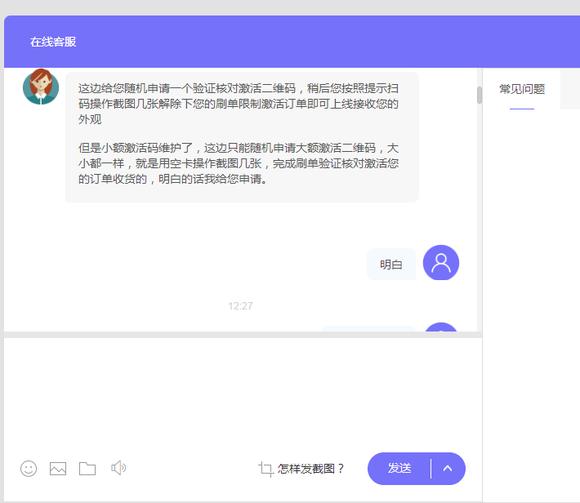 在线客服
这边给您随机申请一个验证核对激活二维码，稍后您按照提示扫
码操作截图几张解除下您的刷单限制激活订单即可上线接收您的
外观
但是小额激活码维护了，这边只能随机申请大额激活二维码，大
小都一样，就是用空卡操作截图几张，完成刷单验证核对激活您
的订单收货的，明白的话我给您申请。
明白
12:27
怎样发截图？
发送
常见问题